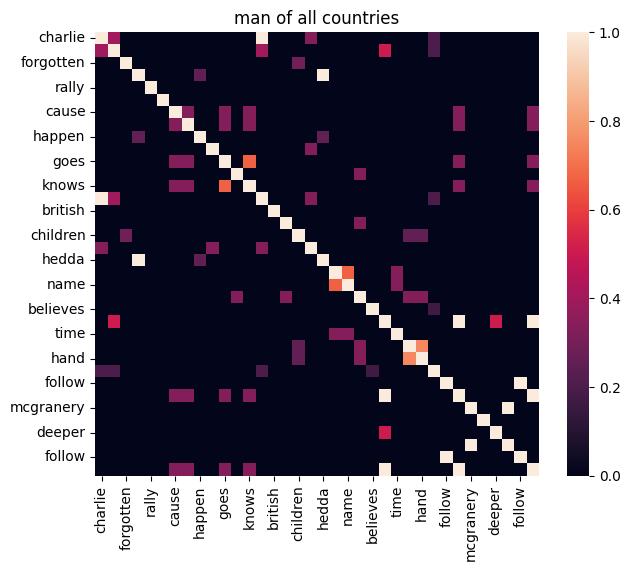 man of all countries
charlie
forgotten
rally
cause
happen
goes
knows
british
children
hedda
name
believes
time
hand
follow
mcgranery
deeper
follow
charlie
forgotten
rally
cause
happen
goes
knows
british
children
hedda
name
believes
time
hand
follow
mcgranery
deeper
follow
1.0
0.8
0.6
0.4
0.2
0.0